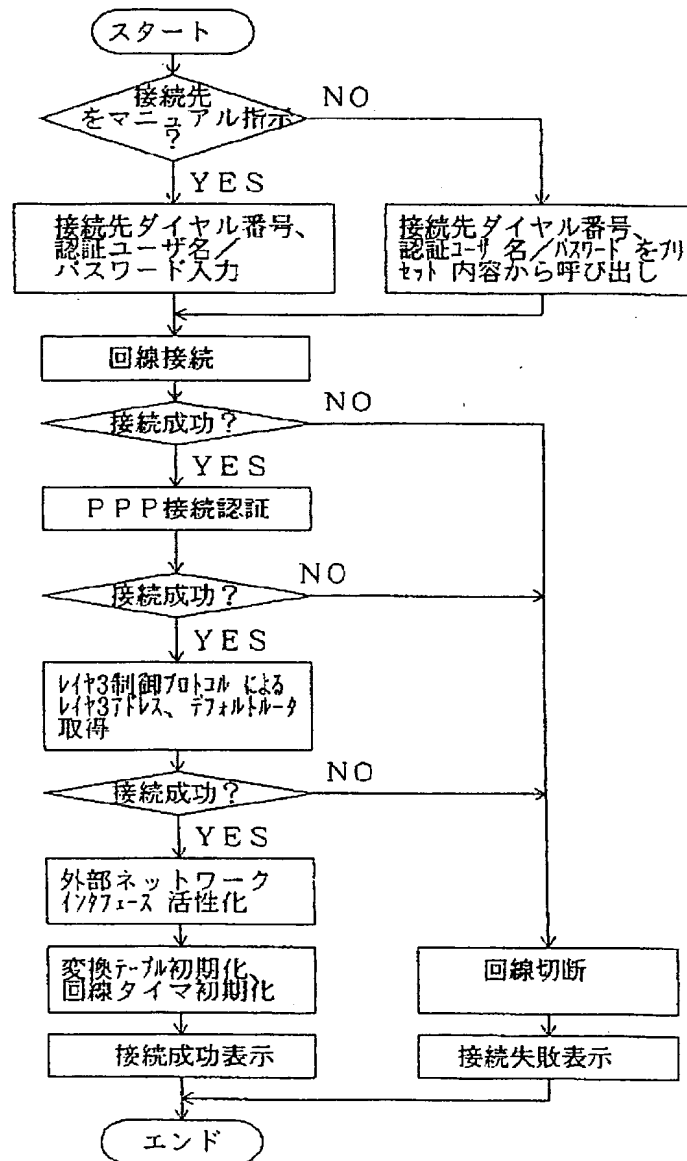 スタート
接続先
をマニュアル指示
?
NO
YES
接続先ダイヤル番号、
認証ユーザ名/
パスワード入力
接続先ダイヤル番号、
認証ユーザ 名/パスワード をプリ
セット 内容から呼び出し
回線接続
接続成功?
NO
YES
PPP接続認証
接続成功?
NO
YES
レイヤ3制御プロトコル による
レイヤ3アドレス、デフォルトルータ
取得
接続成功?
NO
YES
外部ネットワーク
インタフェース 活性化
変換テーブル初期化、
回線タイマ初期化
回線切断
接続成功表示
接続失敗表示
エンド